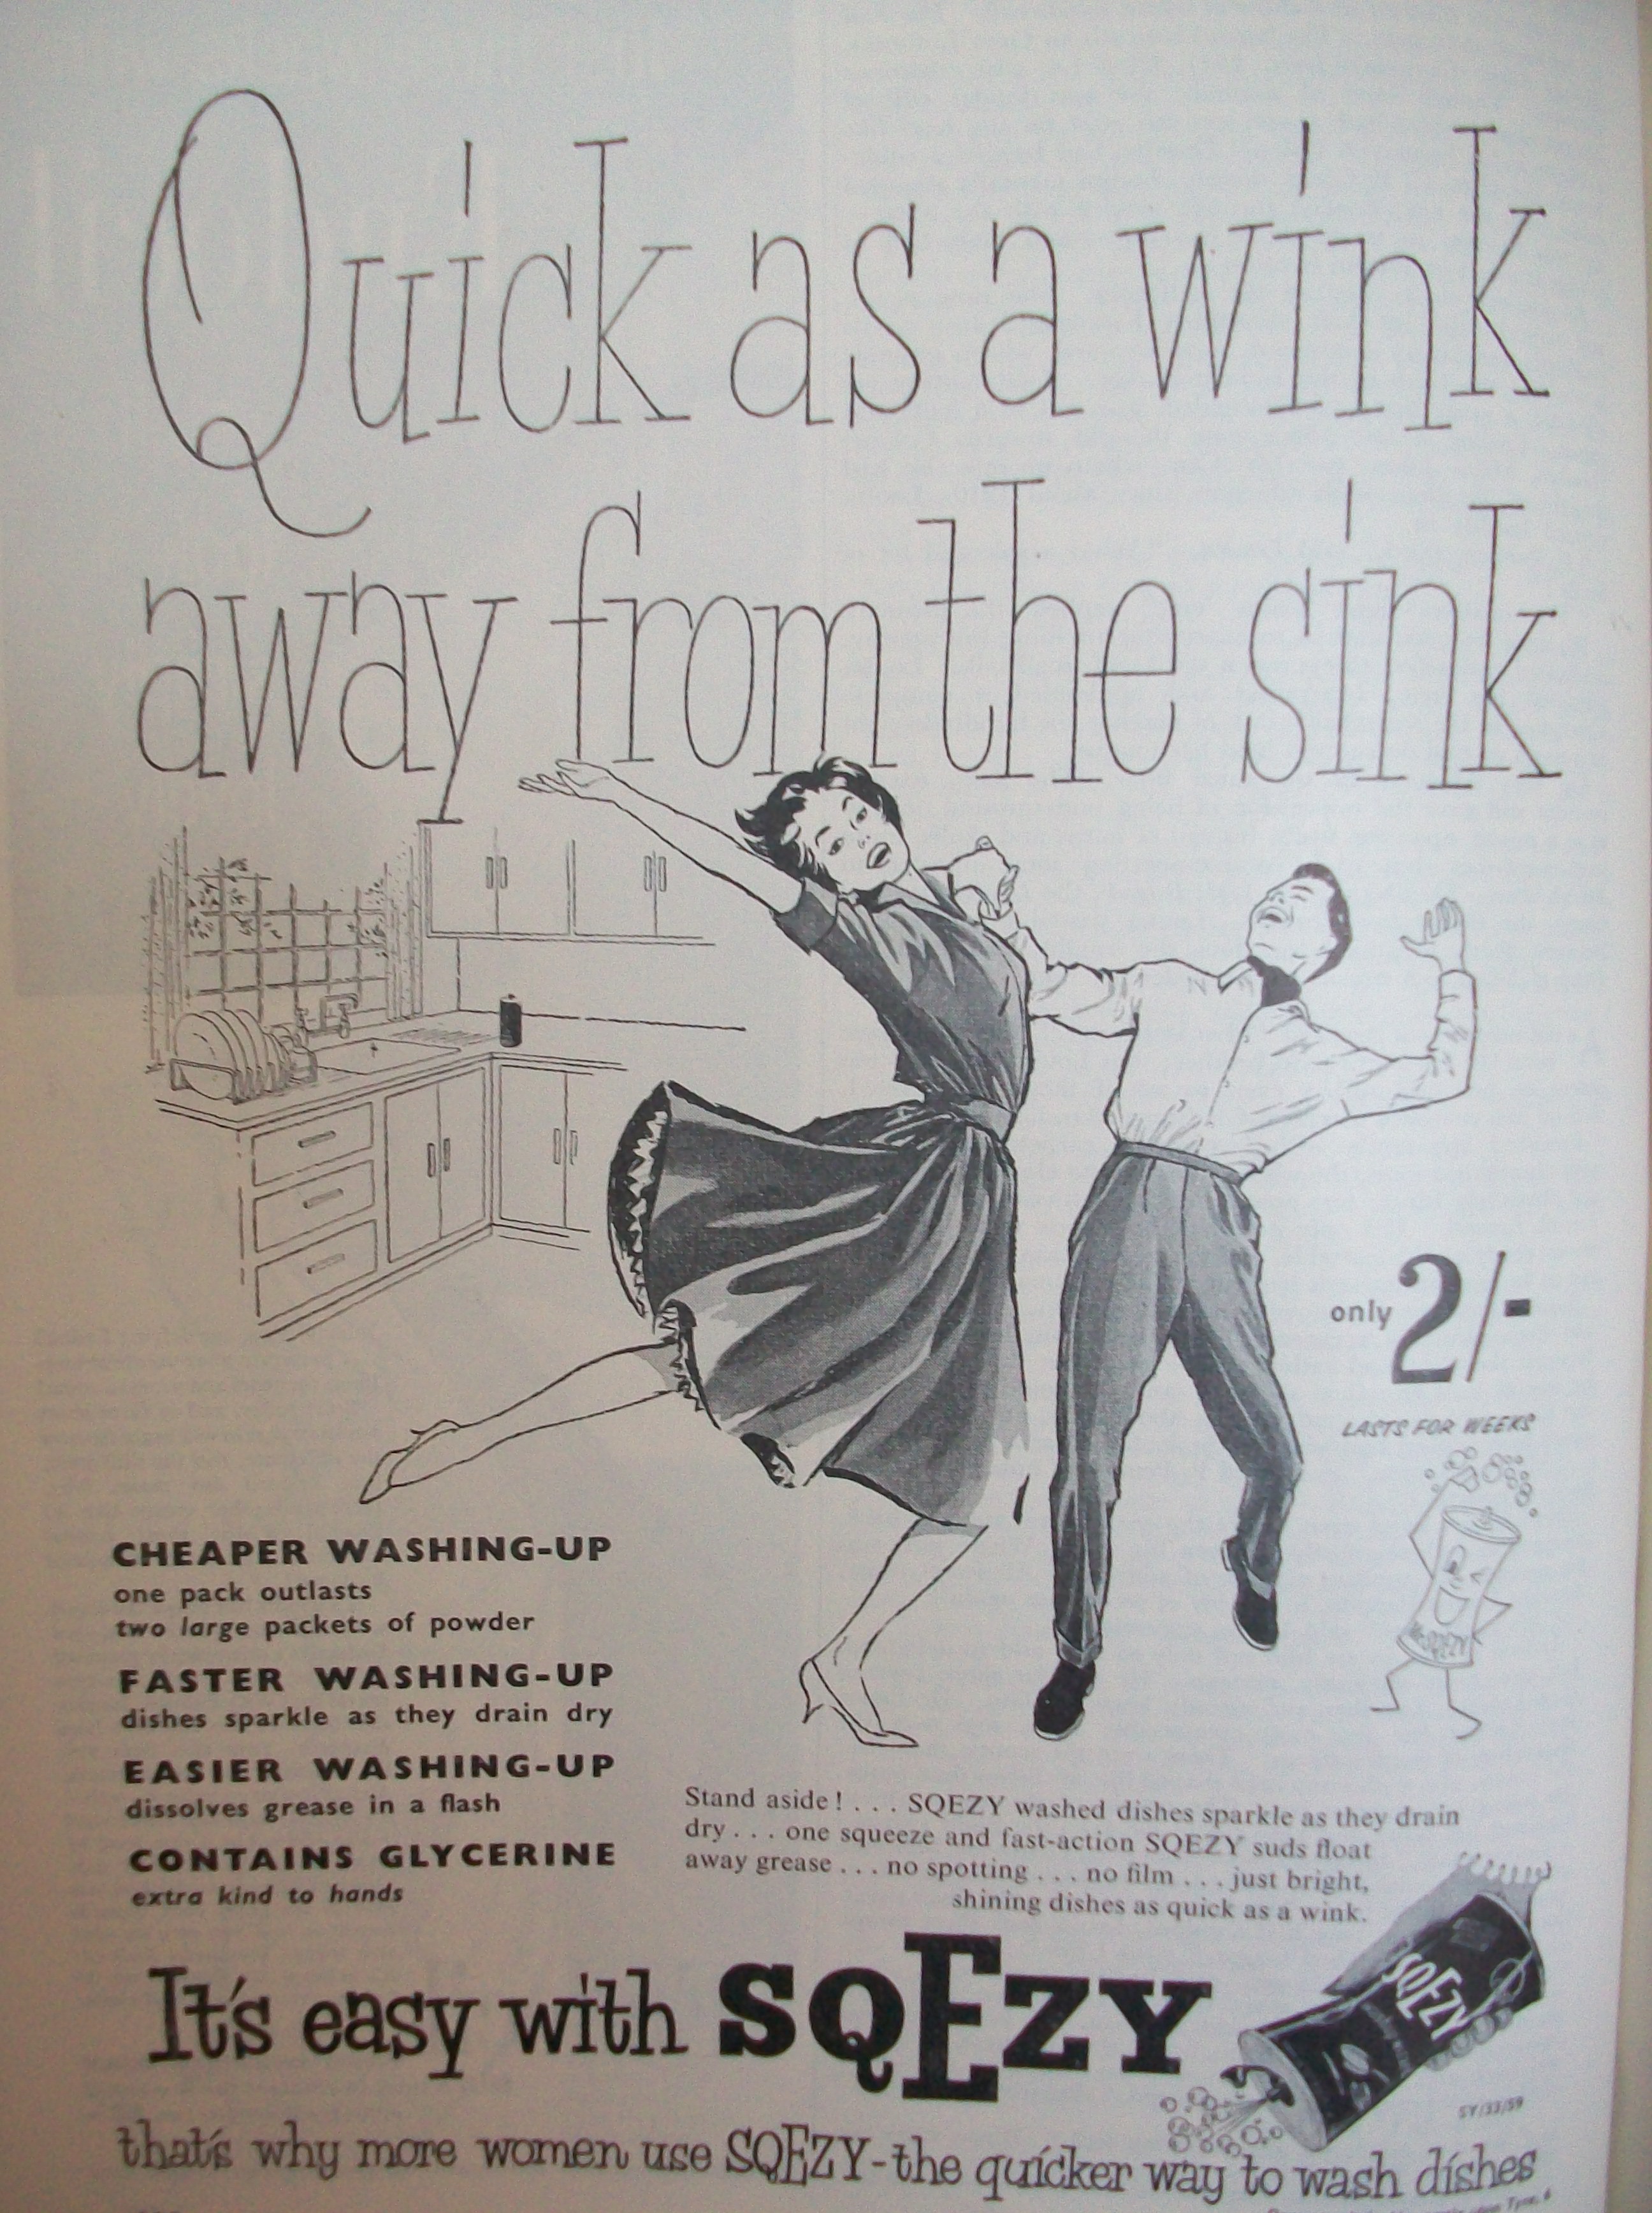 Quick as a wink
away from the sink
only 2/-
LASTS FOR WEEKS
Mr SQEZY
CHEAPER WASHING-UP
one pack outlasts
two large packets of powder
FASTER WASHING-UP
dishes sparkle as they drain dry
EASIER WASHING-UP
dissolves grease in a flash
CONTAINS GLYCERINE
extra kind to hands
Stand aside! . . . SQEZY washed dishes sparkle as they drain
dry . . . one squeeze and fast-action SQEZY suds float
away grease . . . no spotting . . . no film . . . just bright,
shining dishes as quick as a wink.
SQEZY
It's easy with SQEZY
SY/33/59
that's why more women use SQEZY-the quicker way to wash dishes
Tyne, 6